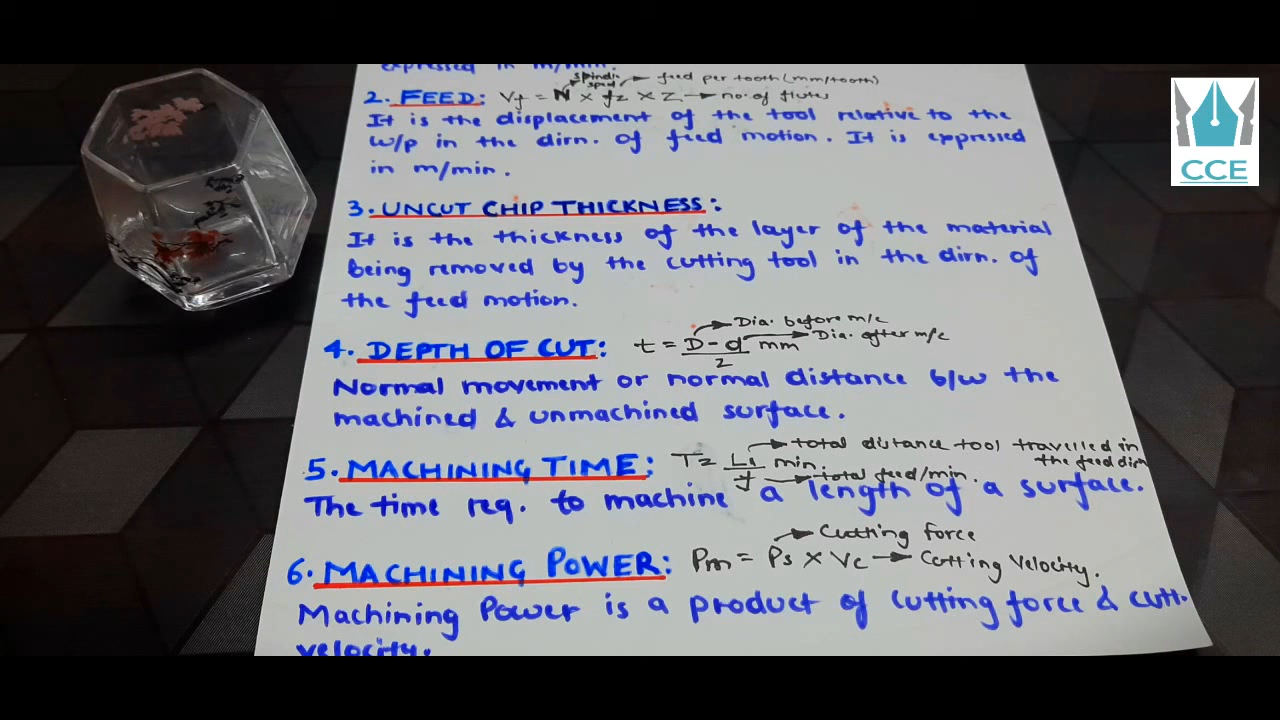 expressed in m/min.
spindle speed feed per tooth (mm/tooth)
2. FEED: Vf = N × fz × Z → no. of flutes
It is the displacement of the tool relative to the
w/p in the dirn. of feed motion. It is expressed
in m/min.
3. UNCUT CHIP THICKNESS:
It is the thickness of the layer of the material
being removed by the cutting tool in the dirn. of
the feed motion.
Dia. before m/c
4. DEPTH OF CUT: t = D - d / 2 mm Dia. after m/c
Normal movement or normal distance b/w the
machined & unmachined surface.
total distance tool travelled in
the feed dirn
5. MACHINING TIME: T = L1 / f min.
total feed/min.
The time req. to machine a length of a surface.
Cutting force
6. MACHINING POWER: Pm = Ps × Vc → Cutting Velocity.
Machining Power is a product of cutting force & cutt.
velocity.
CCE